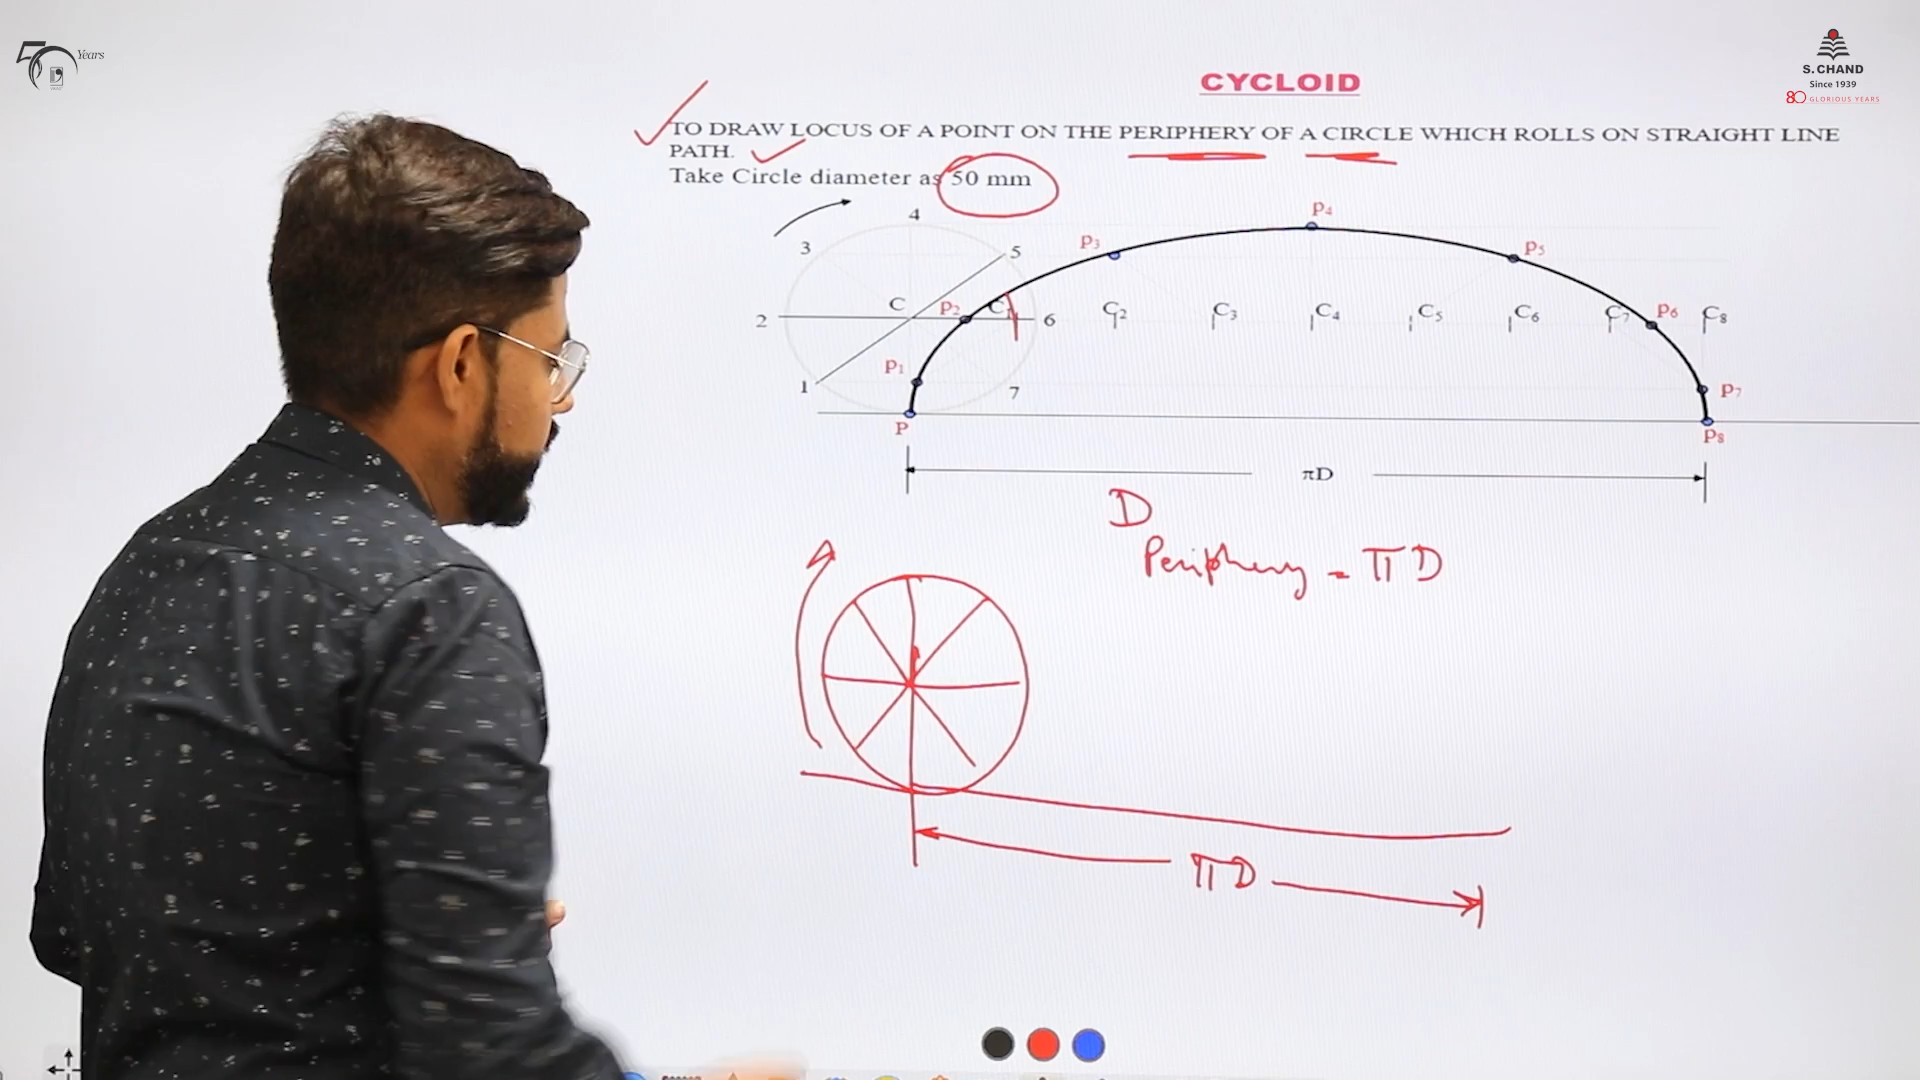 50 Years
S. CHAND
Since 1939
80 GLORIOUS YEARS
CYCLOID
TO DRAW LOCUS OF A POINT ON THE PERIPHERY OF A CIRCLE WHICH ROLLS ON STRAIGHT LINE
PATH.
Take Circle diameter as 50 mm
4
p4
3
5
p3
p5
2
C
p2
C1
6
C2
C3
C4
C5
C6
C7
p6
C8
1
p1
7
p7
P
p8
πD
D
Periphery = πD
πD